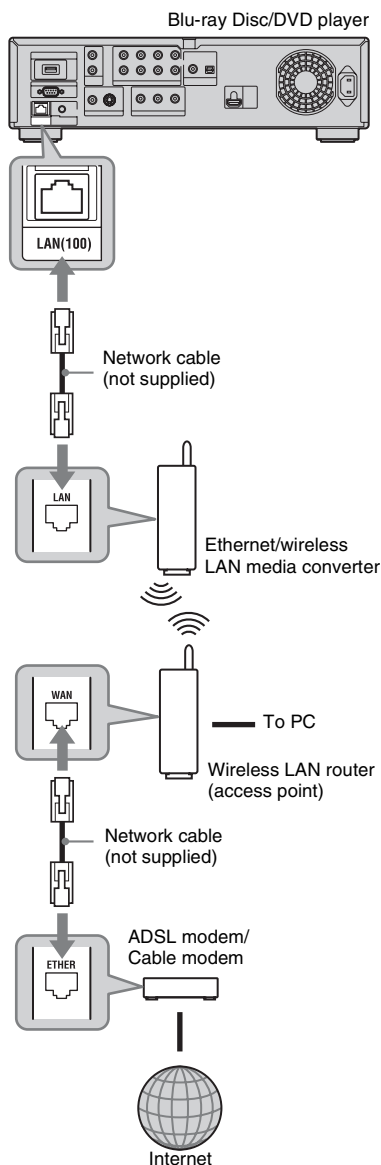 Blu-ray Disc/DVD player
LAN(100)
Network cable
(not supplied)
LAN
Ethernet/wireless
LAN media converter
WAN
To PC
Wireless LAN router
(access point)
Network cable
(not supplied)
ADSL modem/
Cable modem
ETHER
Internet